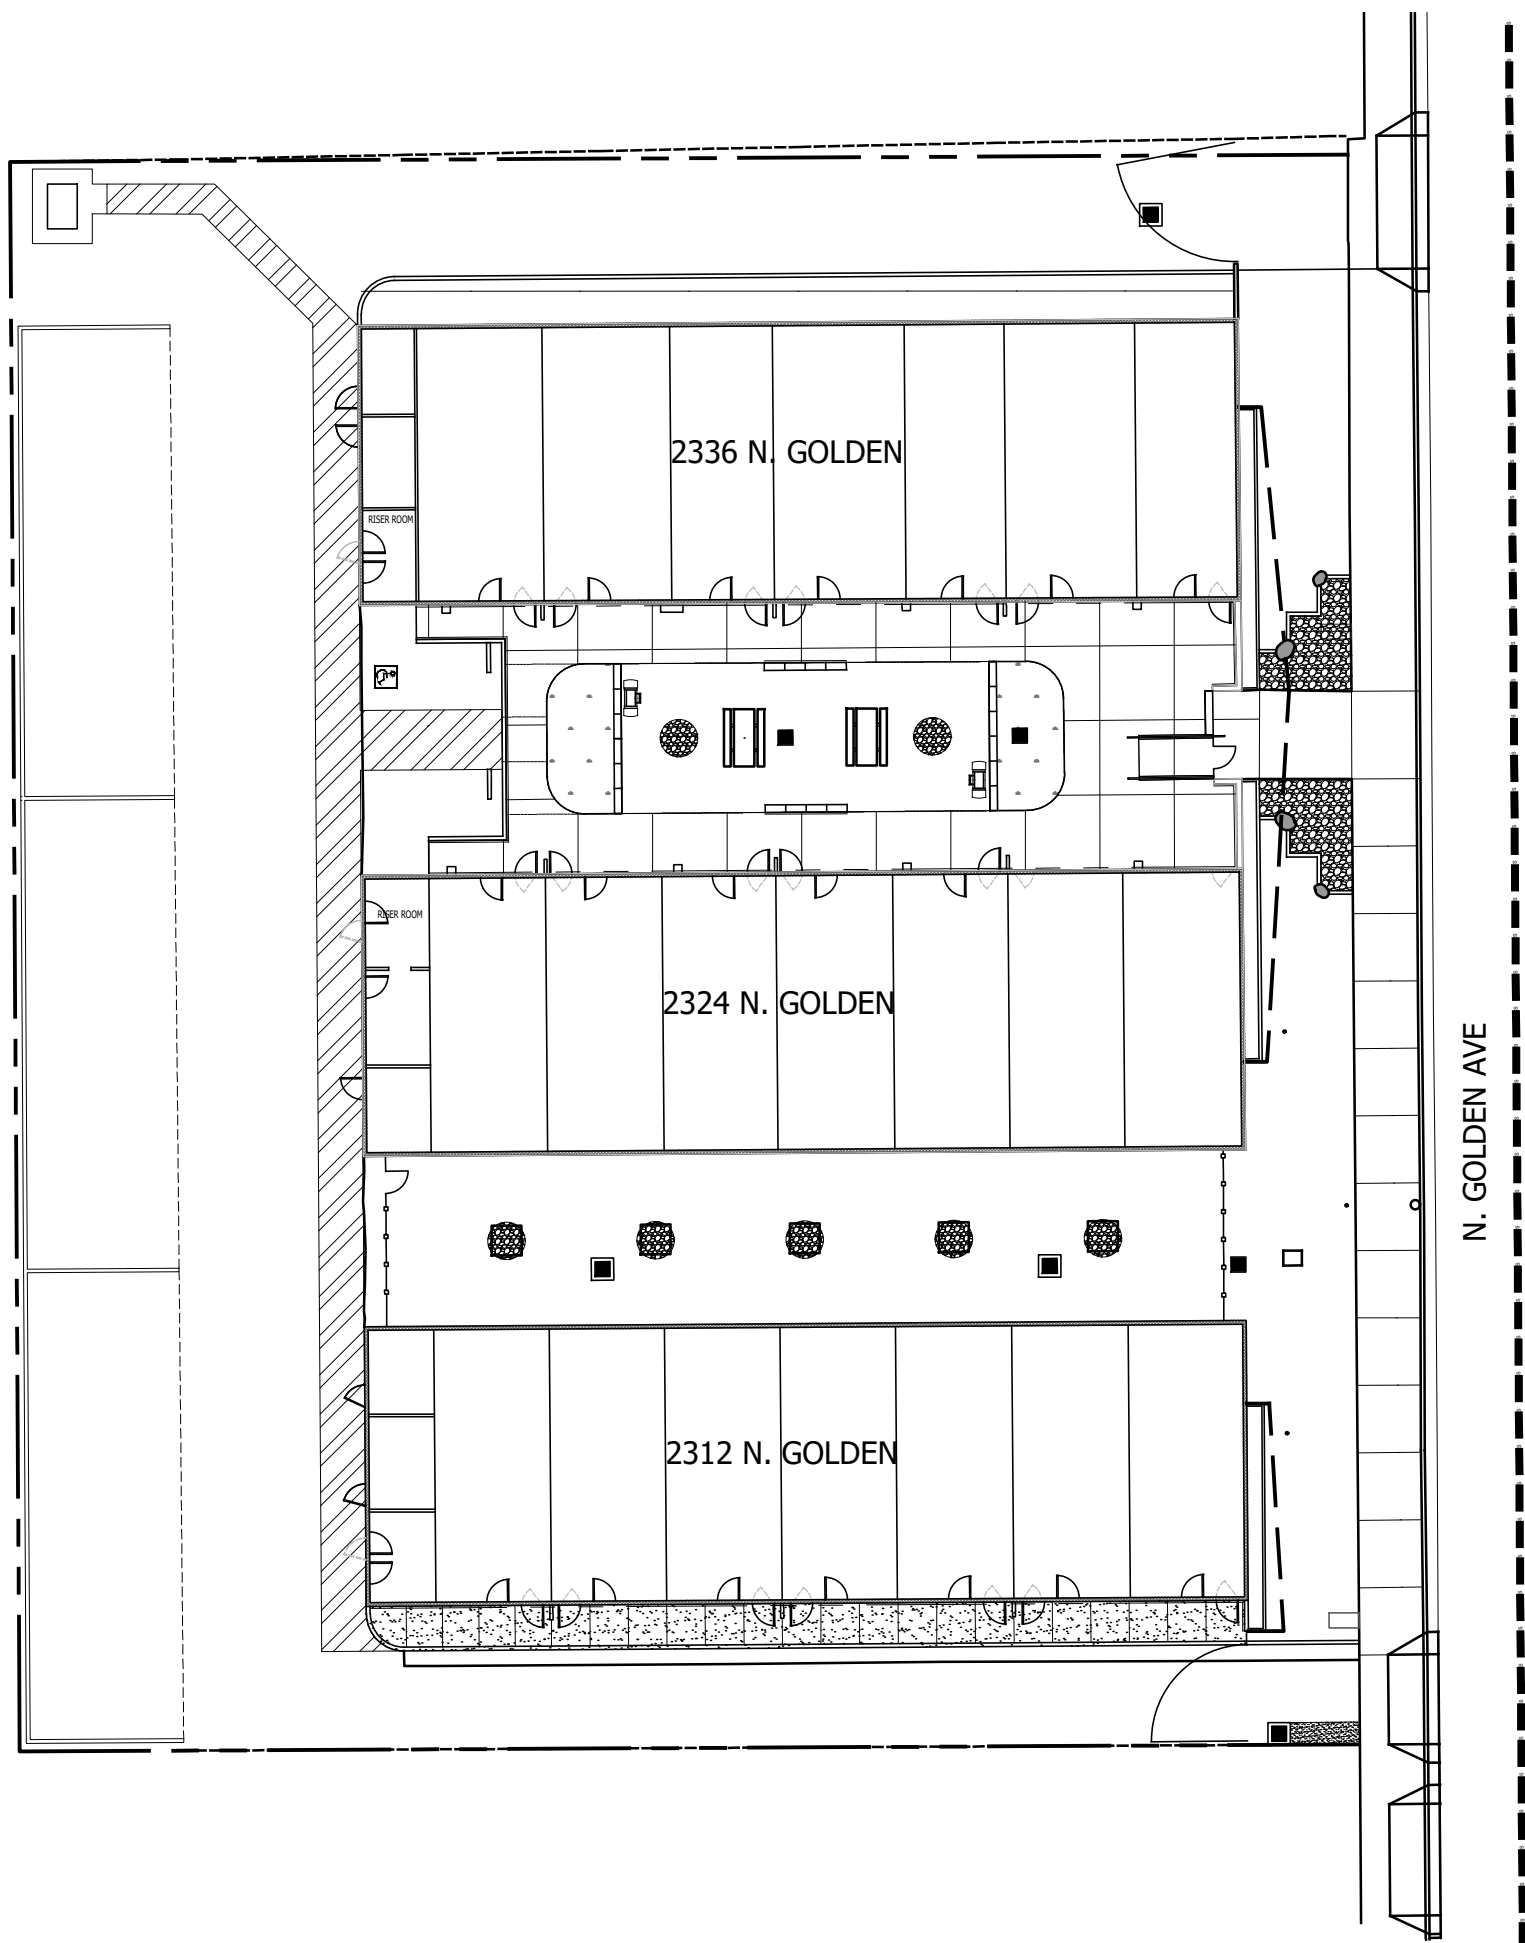 2336 N. GOLDEN
RISER ROOM
RISER ROOM
2324 N. GOLDEN
N. GOLDEN AVE
2312 N. GOLDEN